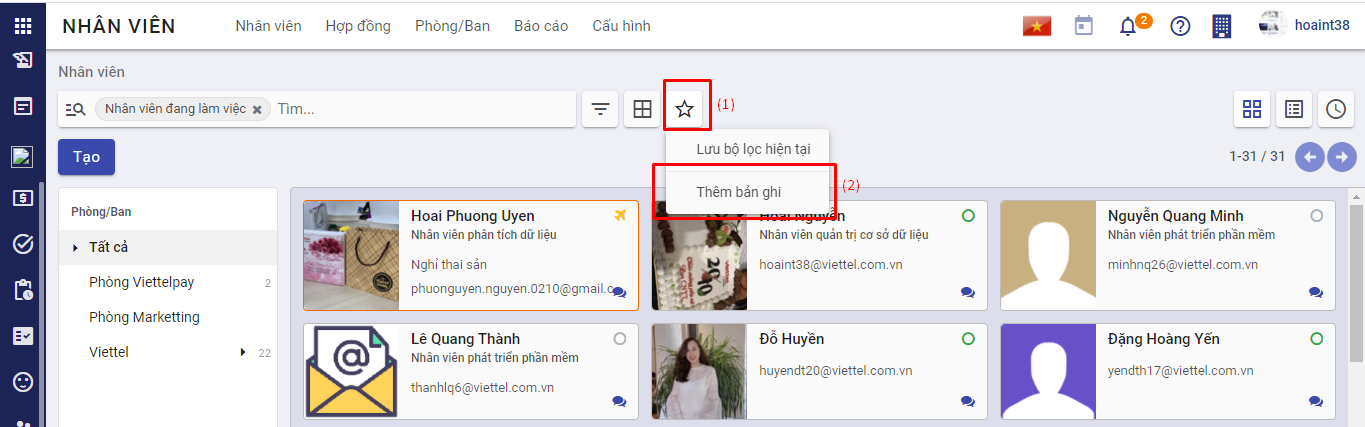 NHÂN VIÊN Nhân viên Hợp đồng Phòng/Ban Báo cáo Cấu hình 2 hoaint38
Nhân viên
Nhân viên đang làm việc × Tìm... (1)
Lưu bộ lọc hiện tại
Tạo 1-31 / 31
Thêm bản ghi (2)
Phòng/Ban
Tất cả
Phòng Viettelpay 2
Phòng Marketting
Viettel 22
Hoai Phuong Uyen
Nhân viên phân tích dữ liệu
Nghỉ thai sản
phuonguyen.nguyen.0210@gmail.c
Hoai Nguyễn
Nhân viên quản trị cơ sở dữ liệu
hoaint38@viettel.com.vn
Nguyễn Quang Minh
Nhân viên phát triển phần mềm
minhnq26@viettel.com.vn
Lê Quang Thành
Nhân viên phát triển phần mềm
thanhlq6@viettel.com.vn
Đỗ Huyền
huyendt20@viettel.com.vn
Đặng Hoàng Yến
yendth17@viettel.com.vn